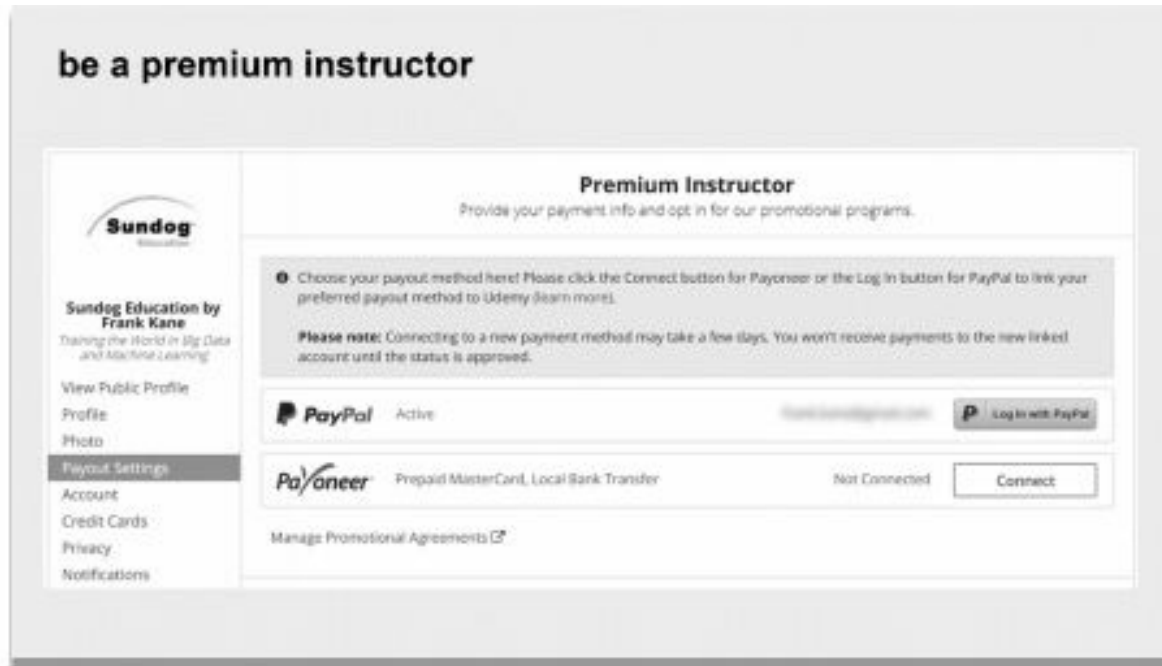 be a premium instructor
Sundog
Education
Sundog Education by
Frank Kane
Training the World in Big Data
and Machine Learning
View Public Profile
Profile
Photo
Payout Settings
Account
Credit Cards
Privacy
Notifications
Premium Instructor
Provide your payment info and opt in for our promotional programs.
Choose your payout method here! Please click the Connect button for Payoneer or the Log In button for PayPal to link your
preferred payout method to Udemy (learn more).
Please note: Connecting to a new payment method may take a few days. You won't receive payments to the new linked
account until the status is approved.
PayPal Active Log In with PayPal
Payoneer Prepaid MasterCard, Local Bank Transfer Not Connected Connect
Manage Promotional Agreements